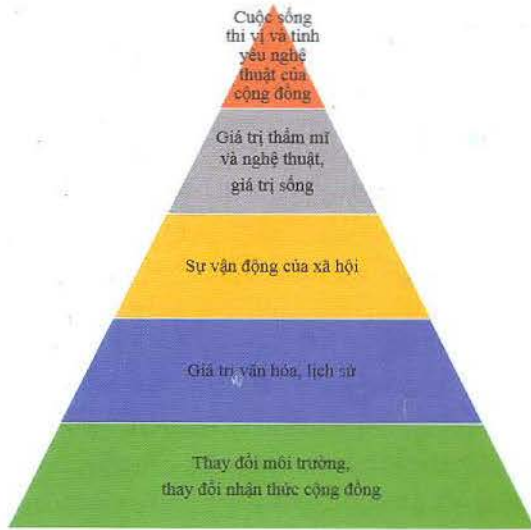 Cuộc sống
thi vị và tình
yêu nghệ
thuật của
cộng đồng
Giá trị thẩm mĩ
và nghệ thuật,
giá trị sống
Sự vận động của xã hội
Giá trị văn hóa, lịch sử
Thay đổi môi trường,
thay đổi nhận thức cộng đồng